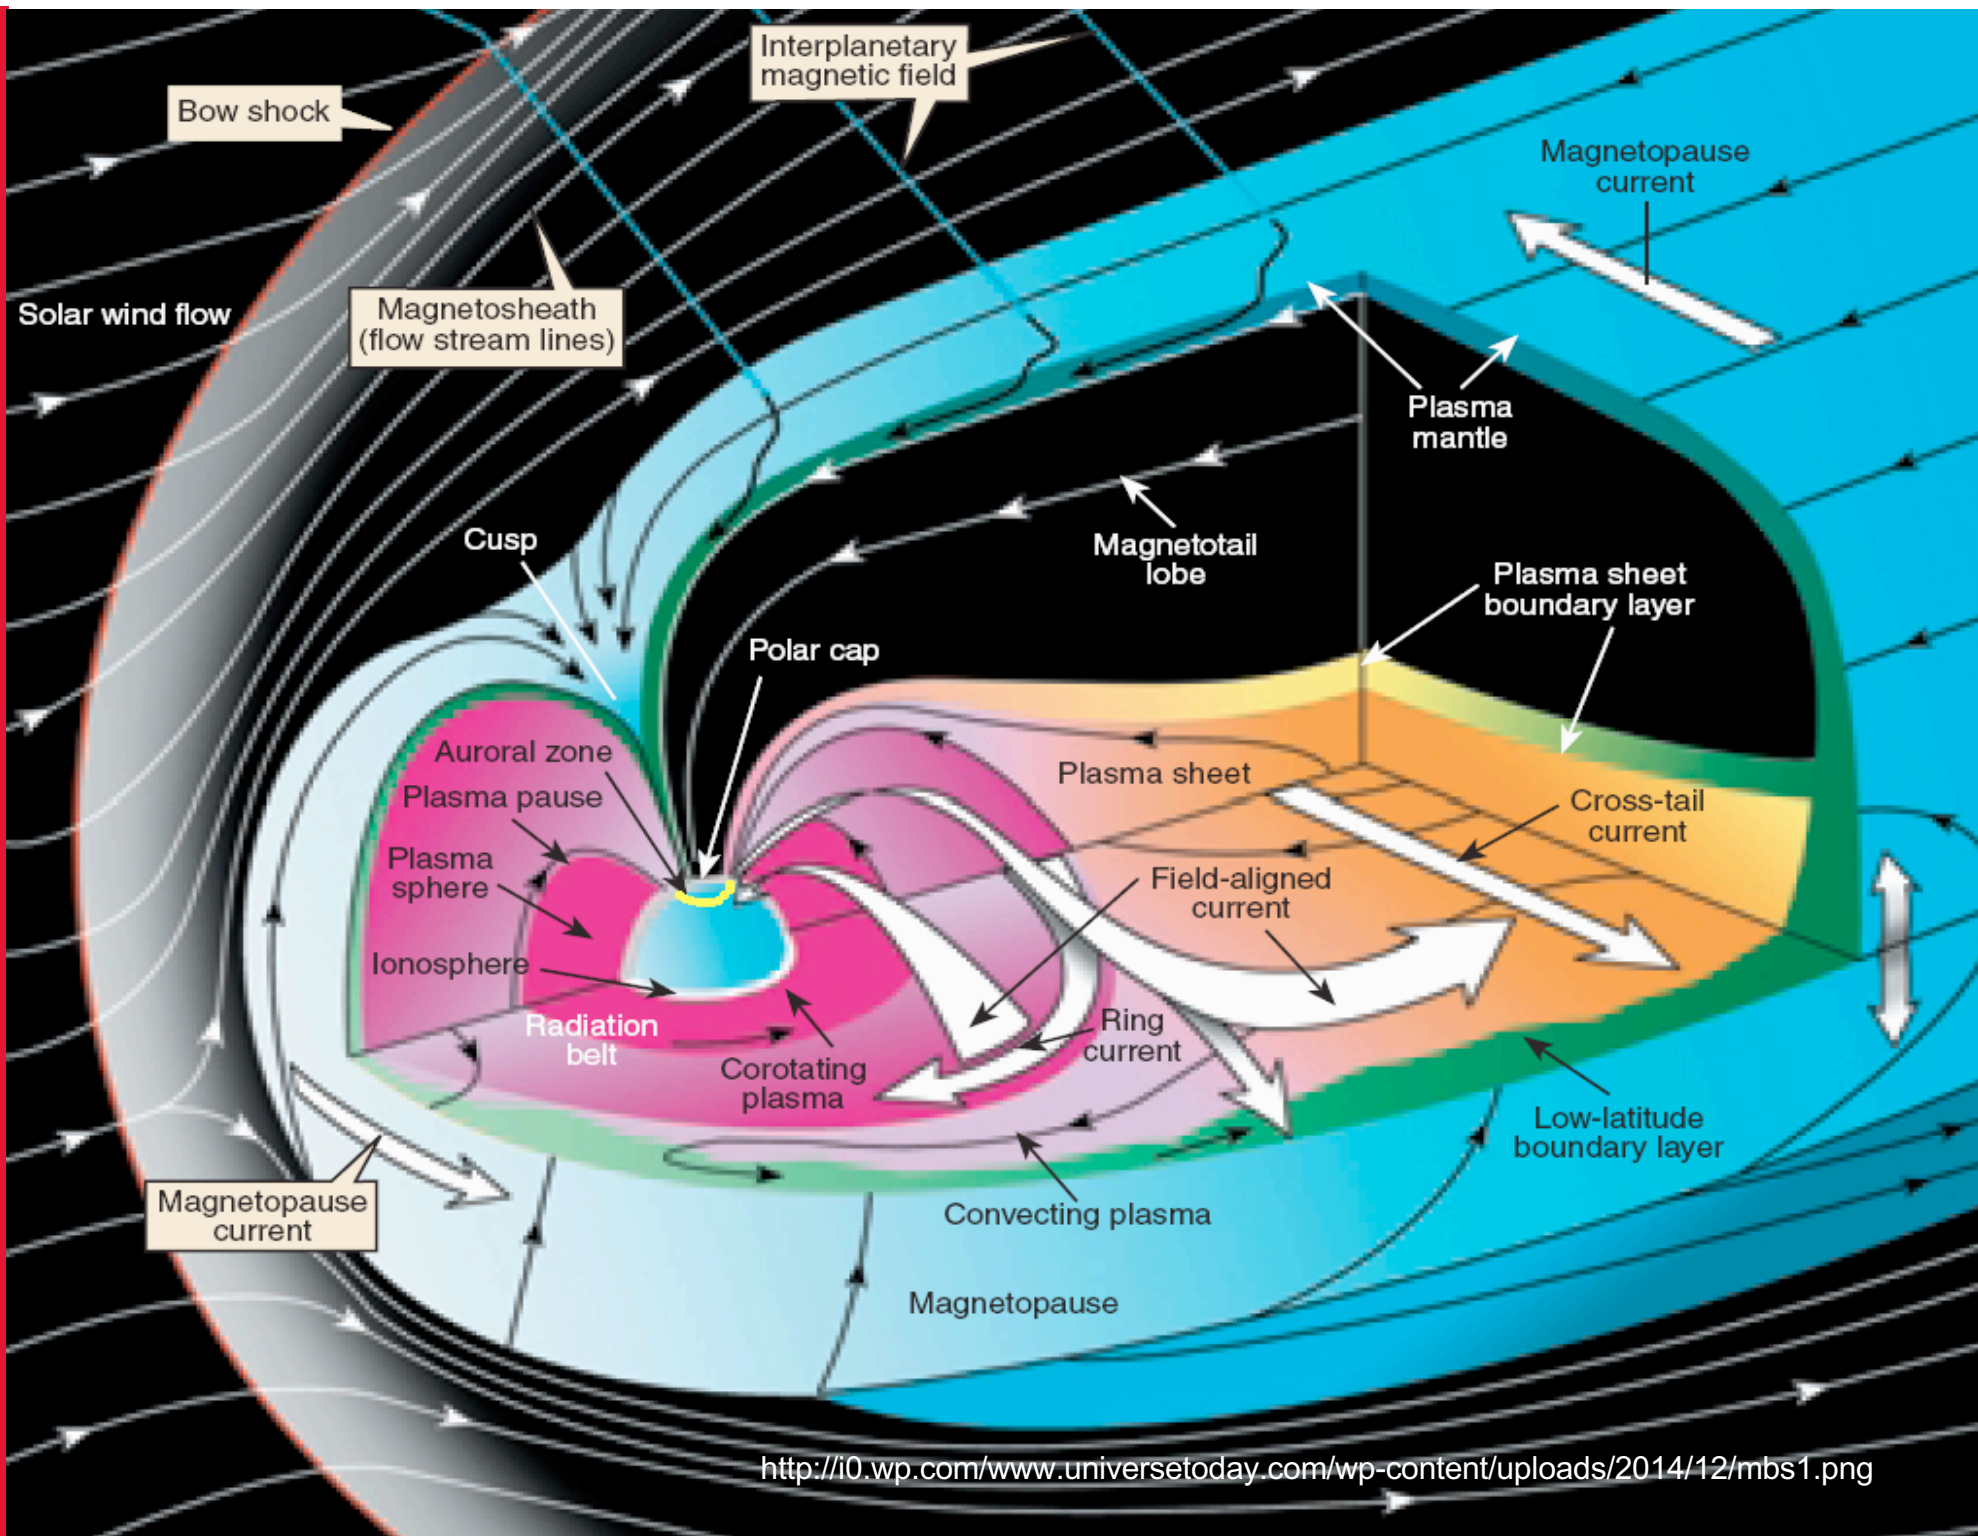 Interplanetary
magnetic field
Bow shock
Magnetopause
current
Solar wind flow
Magnetosheath
(flow stream lines)
Plasma
mantle
Cusp
Magnetotail
lobe
Plasma sheet
boundary layer
Polar cap
Auroral zone
Plasma pause
Plasma sheet
Cross-tail
current
Plasma
sphere
Field-aligned
current
Ionosphere
Radiation
belt
Ring
current
Corotating
plasma
Low-latitude
boundary layer
Magnetopause
current
Convecting plasma
Magnetopause
http://i0.wp.com/www.universetoday.com/wp-content/uploads/2014/12/mbs1.png